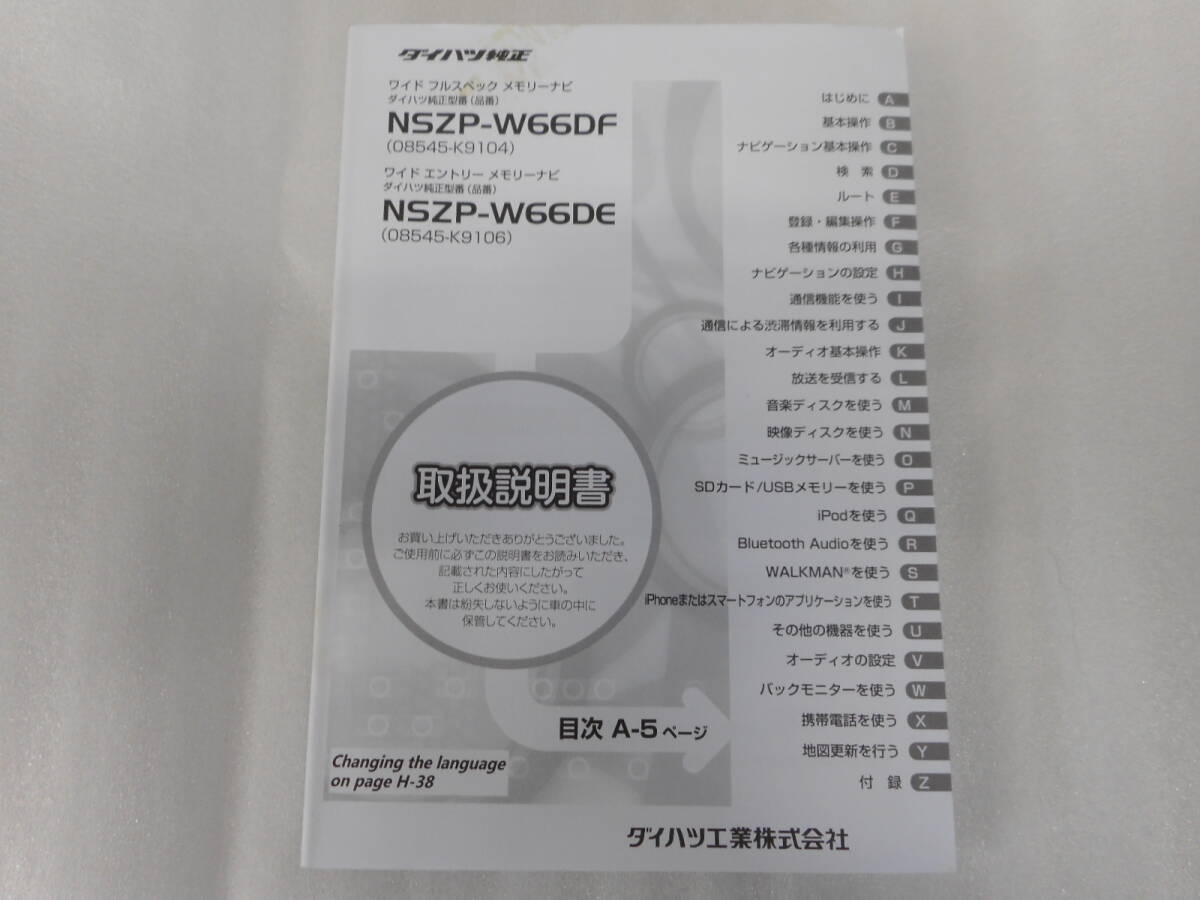 ダイハツ純正
ワイド フルスペック メモリーナビ
ダイハツ純正型番（品番）
NSZP-W66DF
(08545-K9104)
ワイド エントリー メモリーナビ
ダイハツ純正型番（品番）
NSZP-W66DE
(08545-K9106)
はじめに A
基本操作 B
ナビゲーション基本操作 C
検 索 D
ルート E
登録・編集操作 F
各種情報の利用 G
ナビゲーションの設定 H
通信機能を使う I
通信による渋滞情報を利用する J
オーディオ基本操作 K
放送を受信する L
音楽ディスクを使う M
映像ディスクを使う N
ミュージックサーバーを使う O
SDカード/USBメモリーを使う P
iPodを使う Q
Bluetooth Audioを使う R
WALKMAN®を使う S
iPhoneまたはスマートフォンのアプリケーションを使う T
その他の機器を使う U
オーディオの設定 V
バックモニターを使う W
携帯電話を使う X
地図更新を行う Y
付 録 Z
取扱説明書
お買い上げいただきありがとうございました。
ご使用前に必ずこの説明書をお読みいただき、
記載された内容にしたがって
正しくお使いください。
本書は紛失しないように車の中に
保管してください。
目次 A-5 ページ
Changing the language
on page H-38
ダイハツ工業株式会社